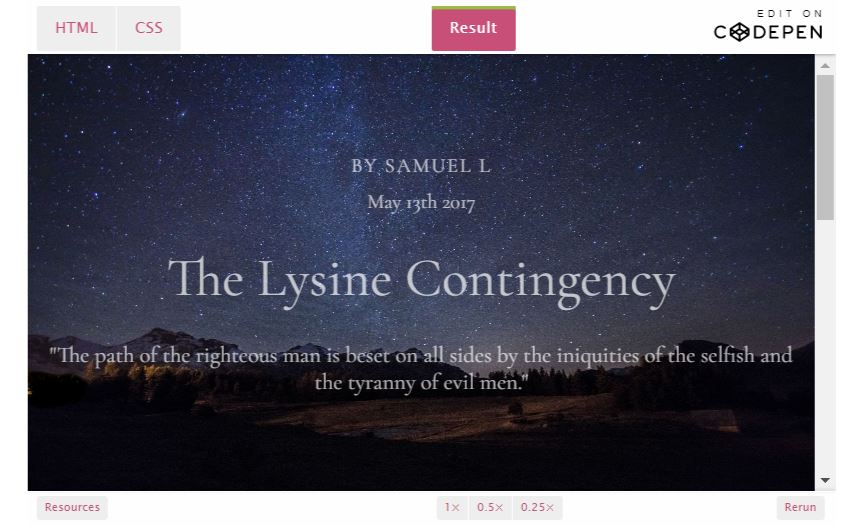 HTML
CSS
Result
EDIT ON
CODEPEN
BY SAMUEL L
May 13th 2017
The Lysine Contingency
"The path of the righteous man is beset on all sides by the iniquities of the selfish and
the tyranny of evil men."
Resources
1×
0.5×
0.25×
Rerun